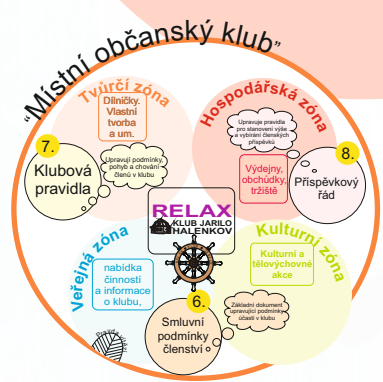 "Místní občanský klub"
Tvůrčí zóna
Dílničky.
Vlastní
tvorba
a um.
Hospodářská zóna
Upravuje pravidla
pro stanovení výše
a vybírání členských
příspěvků
7.
Klubová
pravidla
Upravují podmínky,
pohyb a chování
členů v klubu
Výdejny,
obchůdky,
tržiště
8.
Příspěvkový
řád
RELAX
KLUB JARILO
HALENKOV
Veřejná zóna
nabídka
činností
a informace
o klubu,
Kulturní zóna
Kulturní a
tělovýchovné
akce
6.
Smluvní
podmínky
členství
Základní dokument
upravující podmínky
účasti v klubu